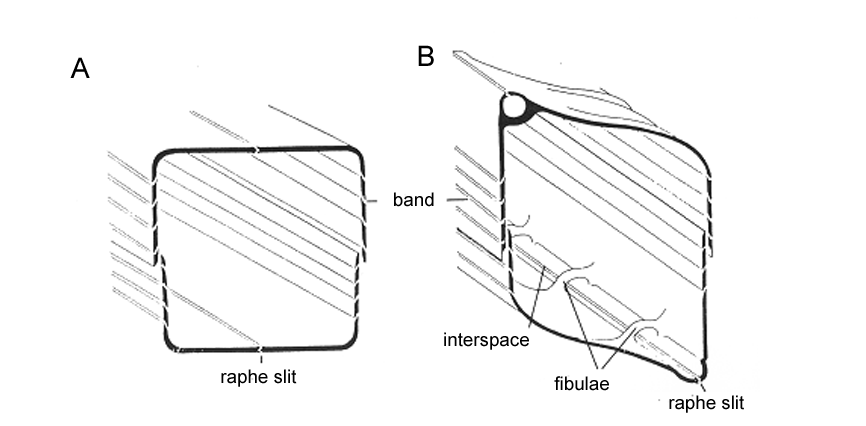 A
B
band
interspace
raphe slit
fibulae
raphe slit